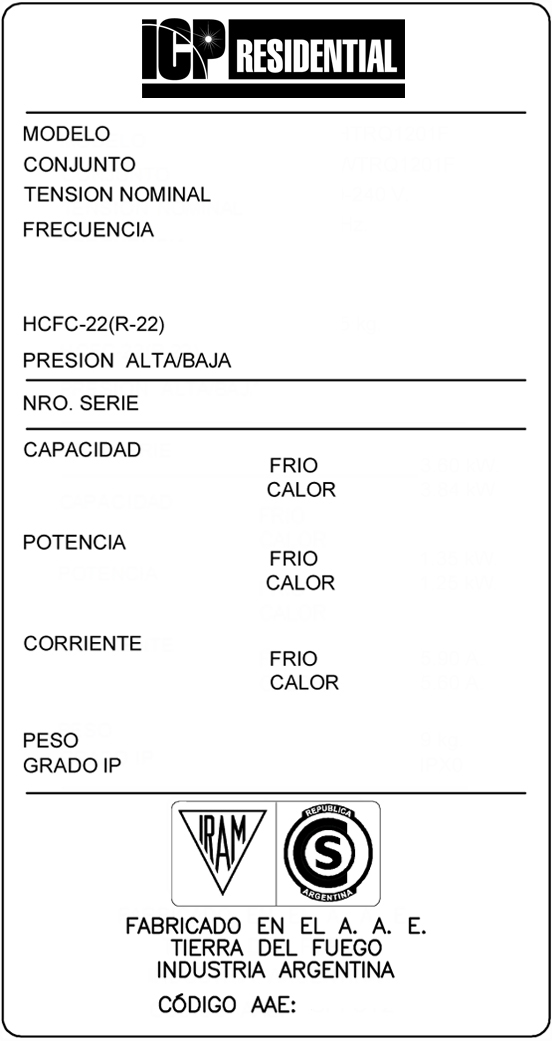 ICP RESIDENTIAL
MODELO
CONJUNTO
TENSION NOMINAL
FRECUENCIA
HCFC-22(R-22)
PRESION ALTA/BAJA
NRO. SERIE
CAPACIDAD
FRIO
CALOR
POTENCIA
FRIO
CALOR
CORRIENTE
FRIO
CALOR
PESO
GRADO IP
IRAM
REPUBLICA
S
ARGENTINA
FABRICADO EN EL A. A. E.
TIERRA DEL FUEGO
INDUSTRIA ARGENTINA
CÓDIGO AAE: